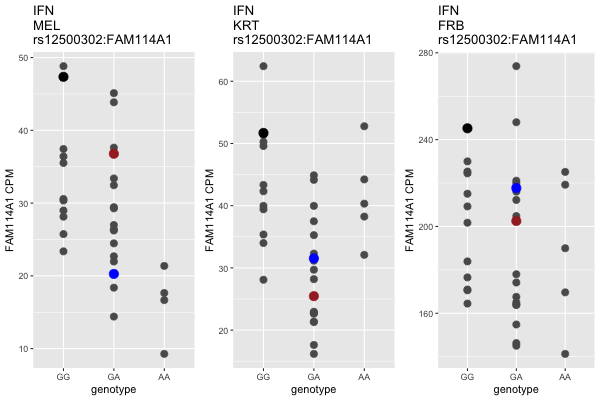 IFN
MEL
rs12500302:FAM114A1
50
40
30
20
10
FAM114A1 CPM
GG
GA
AA
genotype
IFN
KRT
rs12500302:FAM114A1
60
50
40
30
20
FAM114A1 CPM
GG
GA
AA
genotype
IFN
FRB
rs12500302:FAM114A1
280
240
200
160
FAM114A1 CPM
GG
GA
AA
genotype